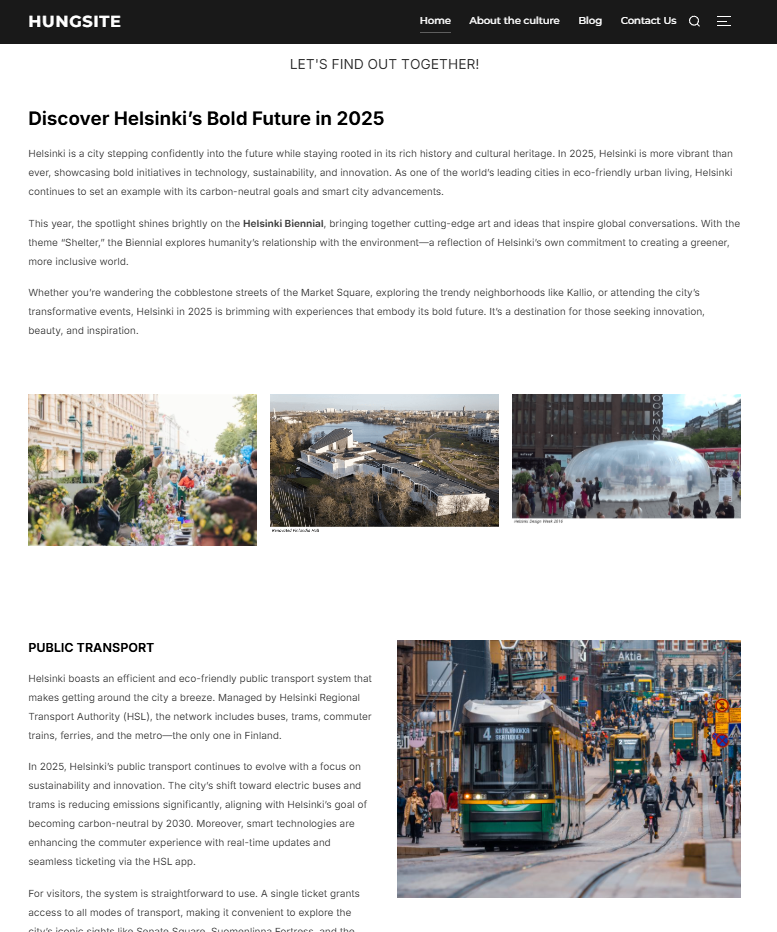 HUNGSITE
Home About the culture Blog Contact Us
LET'S FIND OUT TOGETHER!
Discover Helsinki’s Bold Future in 2025
Helsinki is a city stepping confidently into the future while staying rooted in its rich history and cultural heritage. In 2025, Helsinki is more vibrant than
ever, showcasing bold initiatives in technology, sustainability, and innovation. As one of the world’s leading cities in eco-friendly urban living, Helsinki
continues to set an example with its carbon-neutral goals and smart city advancements.
This year, the spotlight shines brightly on the Helsinki Biennial, bringing together cutting-edge art and ideas that inspire global conversations. With the
theme “Shelter,” the Biennial explores humanity’s relationship with the environment—a reflection of Helsinki’s own commitment to creating a greener,
more inclusive world.
Whether you’re wandering the cobblestone streets of the Market Square, exploring the trendy neighborhoods like Kallio, or attending the city’s
transformative events, Helsinki in 2025 is brimming with experiences that embody its bold future. It’s a destination for those seeking innovation,
beauty, and inspiration.
Renovated Finlandia Hall
Helsinki Design Week 2018
PUBLIC TRANSPORT
Helsinki boasts an efficient and eco-friendly public transport system that
makes getting around the city a breeze. Managed by Helsinki Regional
Transport Authority (HSL), the network includes buses, trams, commuter
trains, ferries, and the metro—the only one in Finland.
In 2025, Helsinki’s public transport continues to evolve with a focus on
sustainability and innovation. The city’s shift toward electric buses and
trams is reducing emissions significantly, aligning with Helsinki’s goal of
becoming carbon-neutral by 2030. Moreover, smart technologies are
enhancing the commuter experience with real-time updates and
seamless ticketing via the HSL app.
For visitors, the system is straightforward to use. A single ticket grants
access to all modes of transport, making it convenient to explore the
city’s iconic sights like Senate Square, Suomenlinna Fortress, and the
Aktia
4
2